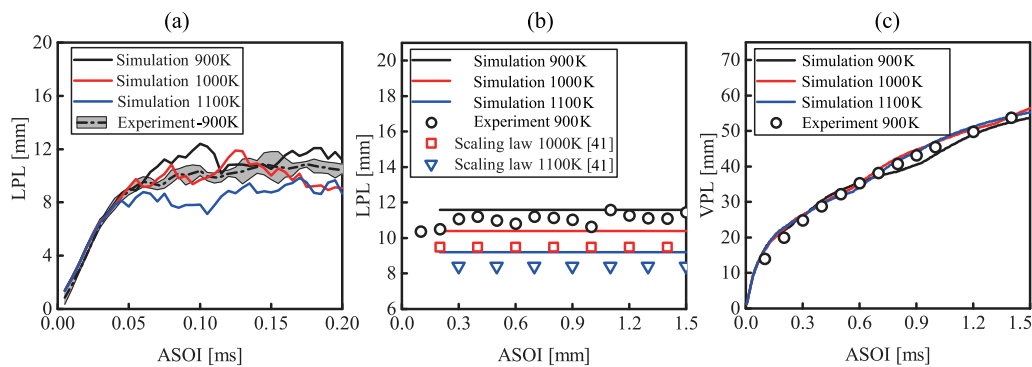 (a)
20
16
12
8
4
0
LPL [mm]
Simulation 900K
Simulation 1000K
Simulation 1100K
Experiment-900K
0.00 0.05 0.10 0.15 0.20
ASOI [ms]
(b)
20
18
16
14
12
10
8
6
LPL [mm]
Simulation 900K
Simulation 1000K
Simulation 1100K
Experiment 900K
Scaling law 1000K [41]
Scaling law 1100K [41]
0.3 0.6 0.9 1.2 1.5
ASOI [mm]
(c)
70
60
50
40
30
20
10
0
VPL [mm]
Simulation 900K
Simulation 1000K
Simulation 1100K
Experiment 900K
0.0 0.3 0.6 0.9 1.2 1.5
ASOI [ms]